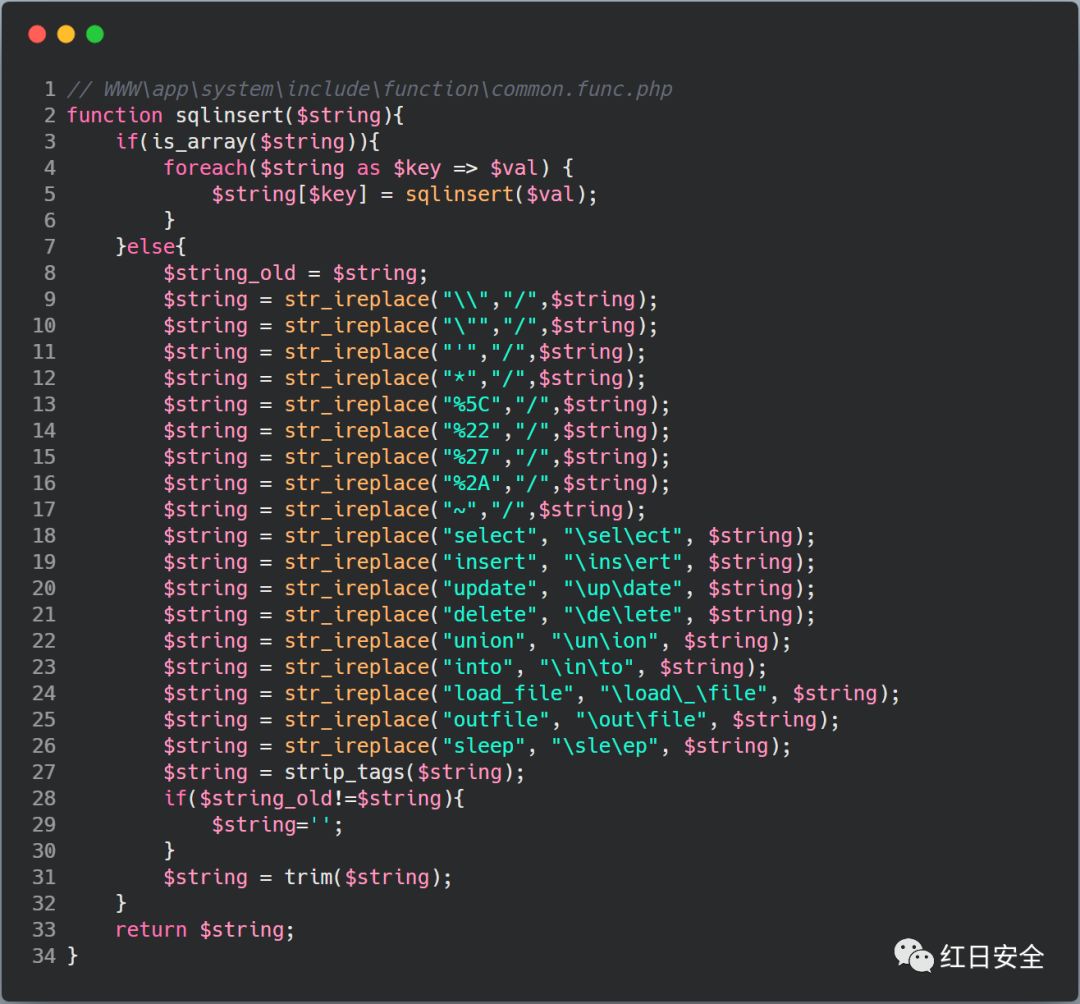 1 // WWW\app\system\include\function\common.func.php
2 function sqlinsert($string){
3     if(is_array($string)){
4         foreach($string as $key => $val) {
5             $string[$key] = sqlinsert($val);
6         }
7     }else{
8         $string_old = $string;
9         $string = str_ireplace("\\","/",$string);
10         $string = str_ireplace("\"","/",$string);
11         $string = str_ireplace("'","/",$string);
12         $string = str_ireplace("*","/",$string);
13         $string = str_ireplace("%5C","/",$string);
14         $string = str_ireplace("%22","/",$string);
15         $string = str_ireplace("%27","/",$string);
16         $string = str_ireplace("%2A","/",$string);
17         $string = str_ireplace("~","/",$string);
18         $string = str_ireplace("select", "\sel\ect", $string);
19         $string = str_ireplace("insert", "\ins\ert", $string);
20         $string = str_ireplace("update", "\up\date", $string);
21         $string = str_ireplace("delete", "\de\lete", $string);
22         $string = str_ireplace("union", "\un\ion", $string);
23         $string = str_ireplace("into", "\in\to", $string);
24         $string = str_ireplace("load_file", "\load\_\file", $string);
25         $string = str_ireplace("outfile", "\out\file", $string);
26         $string = str_ireplace("sleep", "\sle\ep", $string);
27         $string = strip_tags($string);
28         if($string_old!=$string){
29             $string='';
30         }
31         $string = trim($string);
32     }
33     return $string;
34 }
红日安全